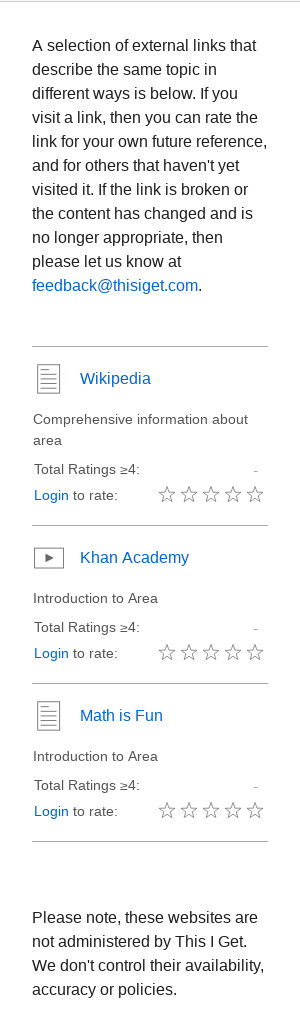 A selection of external links that
describe the same topic in
different ways is below. If you
visit a link, then you can rate the
link for your own future reference,
and for others that haven't yet
visited it. If the link is broken or
the content has changed and is
no longer appropriate, then
please let us know at
feedback@thisiget.com.
Wikipedia
Comprehensive information about
area
Total Ratings ≥4: -
Login to rate:
Khan Academy
Introduction to Area
Total Ratings ≥4: -
Login to rate:
Math is Fun
Introduction to Area
Total Ratings ≥4: -
Login to rate:
Please note, these websites are
not administered by This I Get.
We don't control their availability,
accuracy or policies.